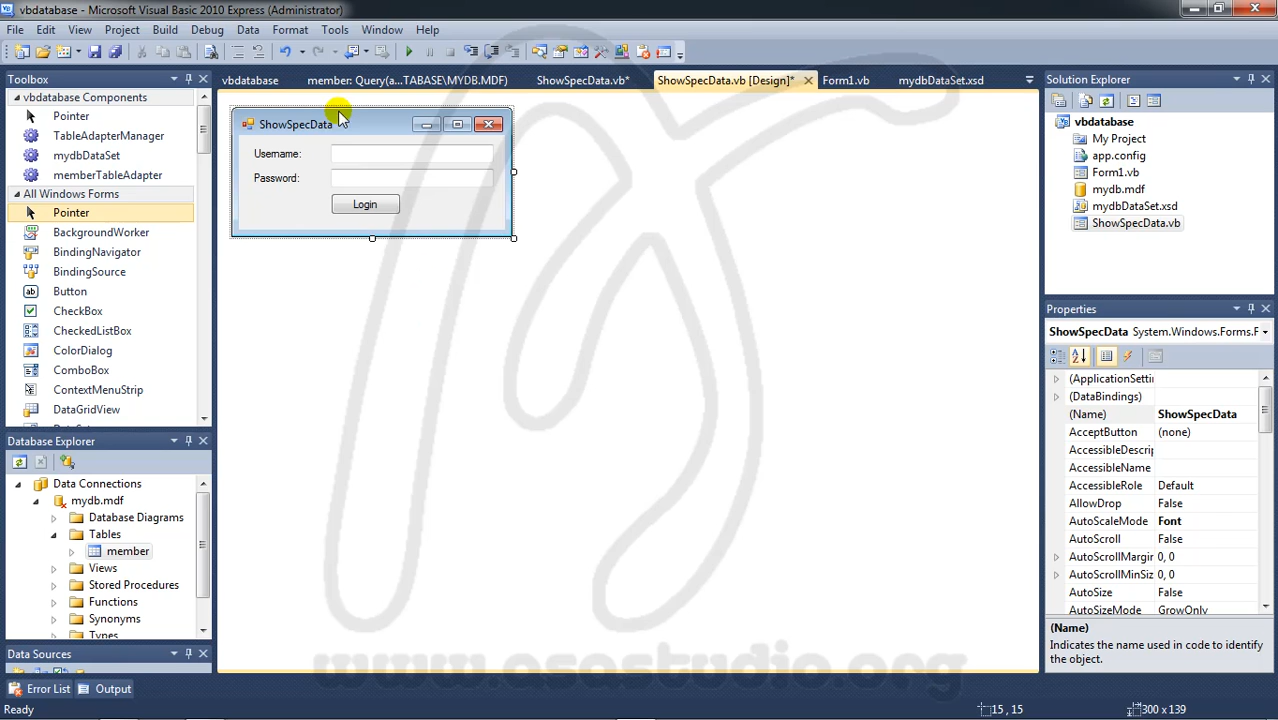 vbdatabase - Microsoft Visual Basic 2010 Express (Administrator)
File Edit View Project Build Debug Data Format Tools Window Help
Toolbox
vbdatabase Components
Pointer
TableAdapterManager
mydbDataSet
memberTableAdapter
All Windows Forms
Pointer
BackgroundWorker
BindingNavigator
BindingSource
Button
CheckBox
CheckedListBox
ColorDialog
ComboBox
ContextMenuStrip
DataGridView
Database Explorer
Data Connections
mydb.mdf
Database Diagrams
Tables
member
Views
Stored Procedures
Functions
Synonyms
Types
Data Sources
Error List Output
Ready
vbdatabase member: Query(a...TABASE\MYDB.MDF) ShowSpecData.vb* ShowSpecData.vb [Design]* Form1.vb mydbDataSet.xsd
ShowSpecData
Username:
Password:
Login
www.asastudio.org
Solution Explorer
vbdatabase
My Project
app.config
Form1.vb
mydb.mdf
mydbDataSet.xsd
ShowSpecData.vb
Properties
ShowSpecData System.Windows.Forms.F
(ApplicationSetti
(DataBindings)
(Name) ShowSpecData
AcceptButton (none)
AccessibleDescri
AccessibleName
AccessibleRole Default
AllowDrop False
AutoScaleMode Font
AutoScroll False
AutoScrollMargin 0, 0
AutoScrollMinSiz 0, 0
AutoSize False
AutoSizeMode GrowOnly
(Name)
Indicates the name used in code to identify
the object.
15 , 15 300 x 139